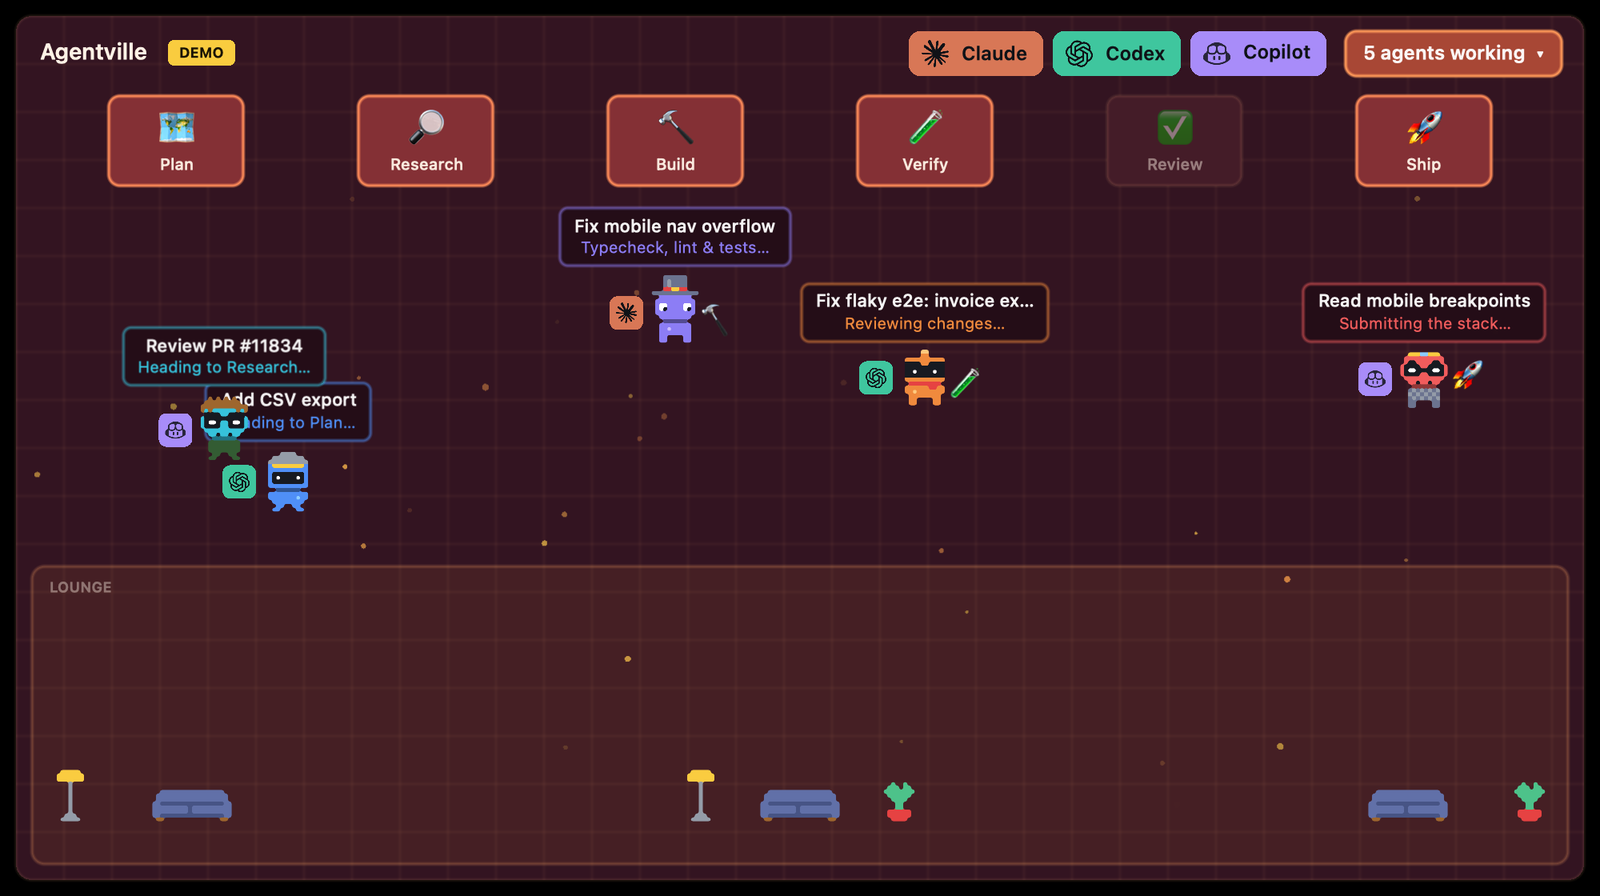 Agentville
DEMO
Claude
Codex
Copilot
5 agents working
Plan
Research
Build
Verify
Review
Ship
Fix mobile nav overflow
Typecheck, lint & tests...
Fix flaky e2e: invoice ex...
Reviewing changes...
Read mobile breakpoints
Submitting the stack...
Review PR #11834
Heading to Research...
Add CSV export
ding to Plan...
LOUNGE